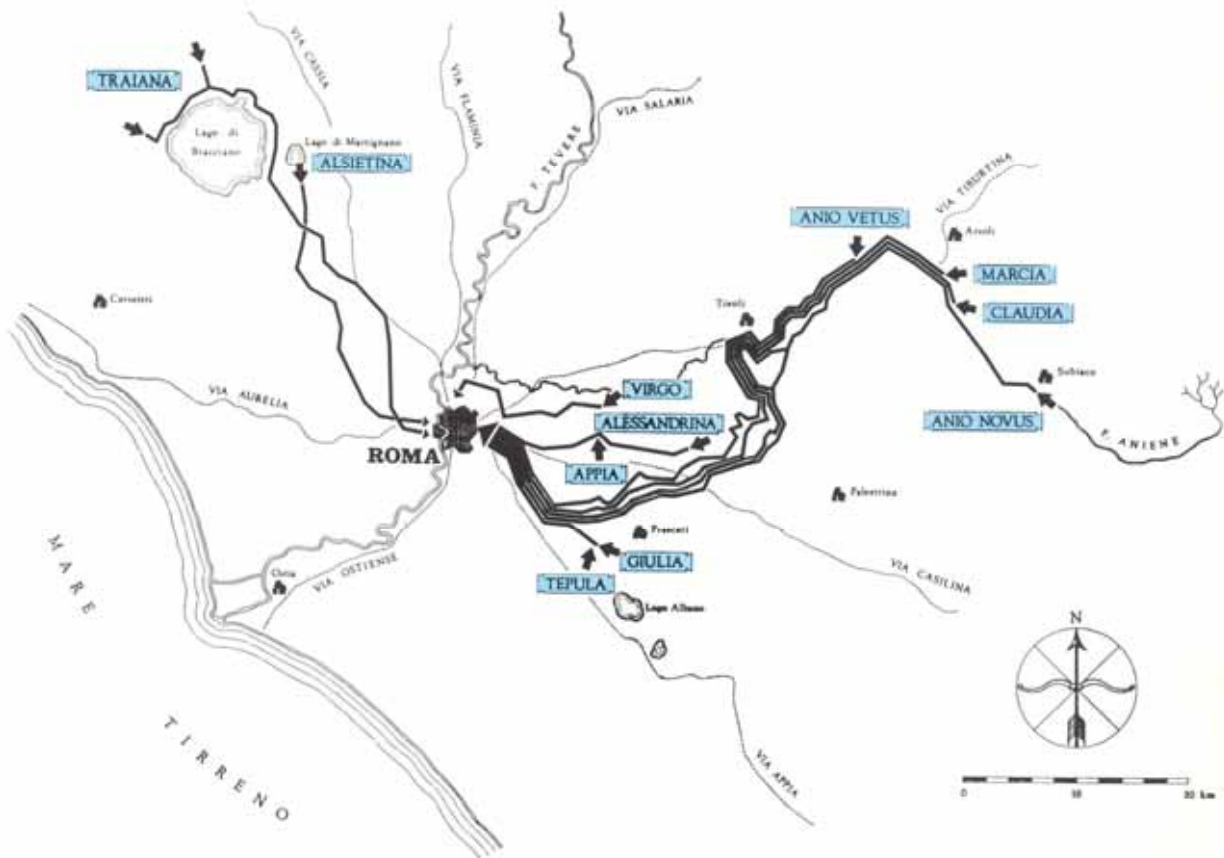 TRAIANA
Lago di
Bracciano
VIA CASSIA
VIA FLAMINIA
Lago di Martignano
ALSIETINA
F. TEVERE
VIA SALARIA
VIA TIBURTINA
ANIO VETUS
Arsoli
MARCIA
CLAUDIA
Tivoli
Cerveteri
VIA AURELIA
VIRGO
ALESSANDRINA
Subiaco
ANIO NOVUS
F. ANIENE
ROMA
APPIA
Palestrina
Frascati
GIULIA
TEPULA
VIA CASILINA
Lago Albano
Ostia
VIA OSTIENSE
MARE
TIRRENO
VIA APPIA
N
0
10
20 km